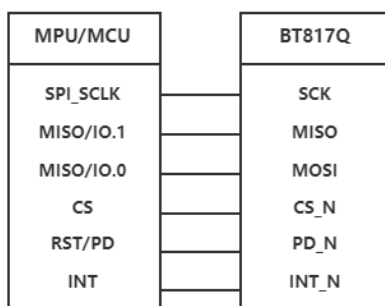 MPU/MCU BT817Q
SPI_SCLK SCK
MISO/IO.1 MISO
MISO/IO.0 MOSI
CS CS_N
RST/PD PD_N
INT INT_N